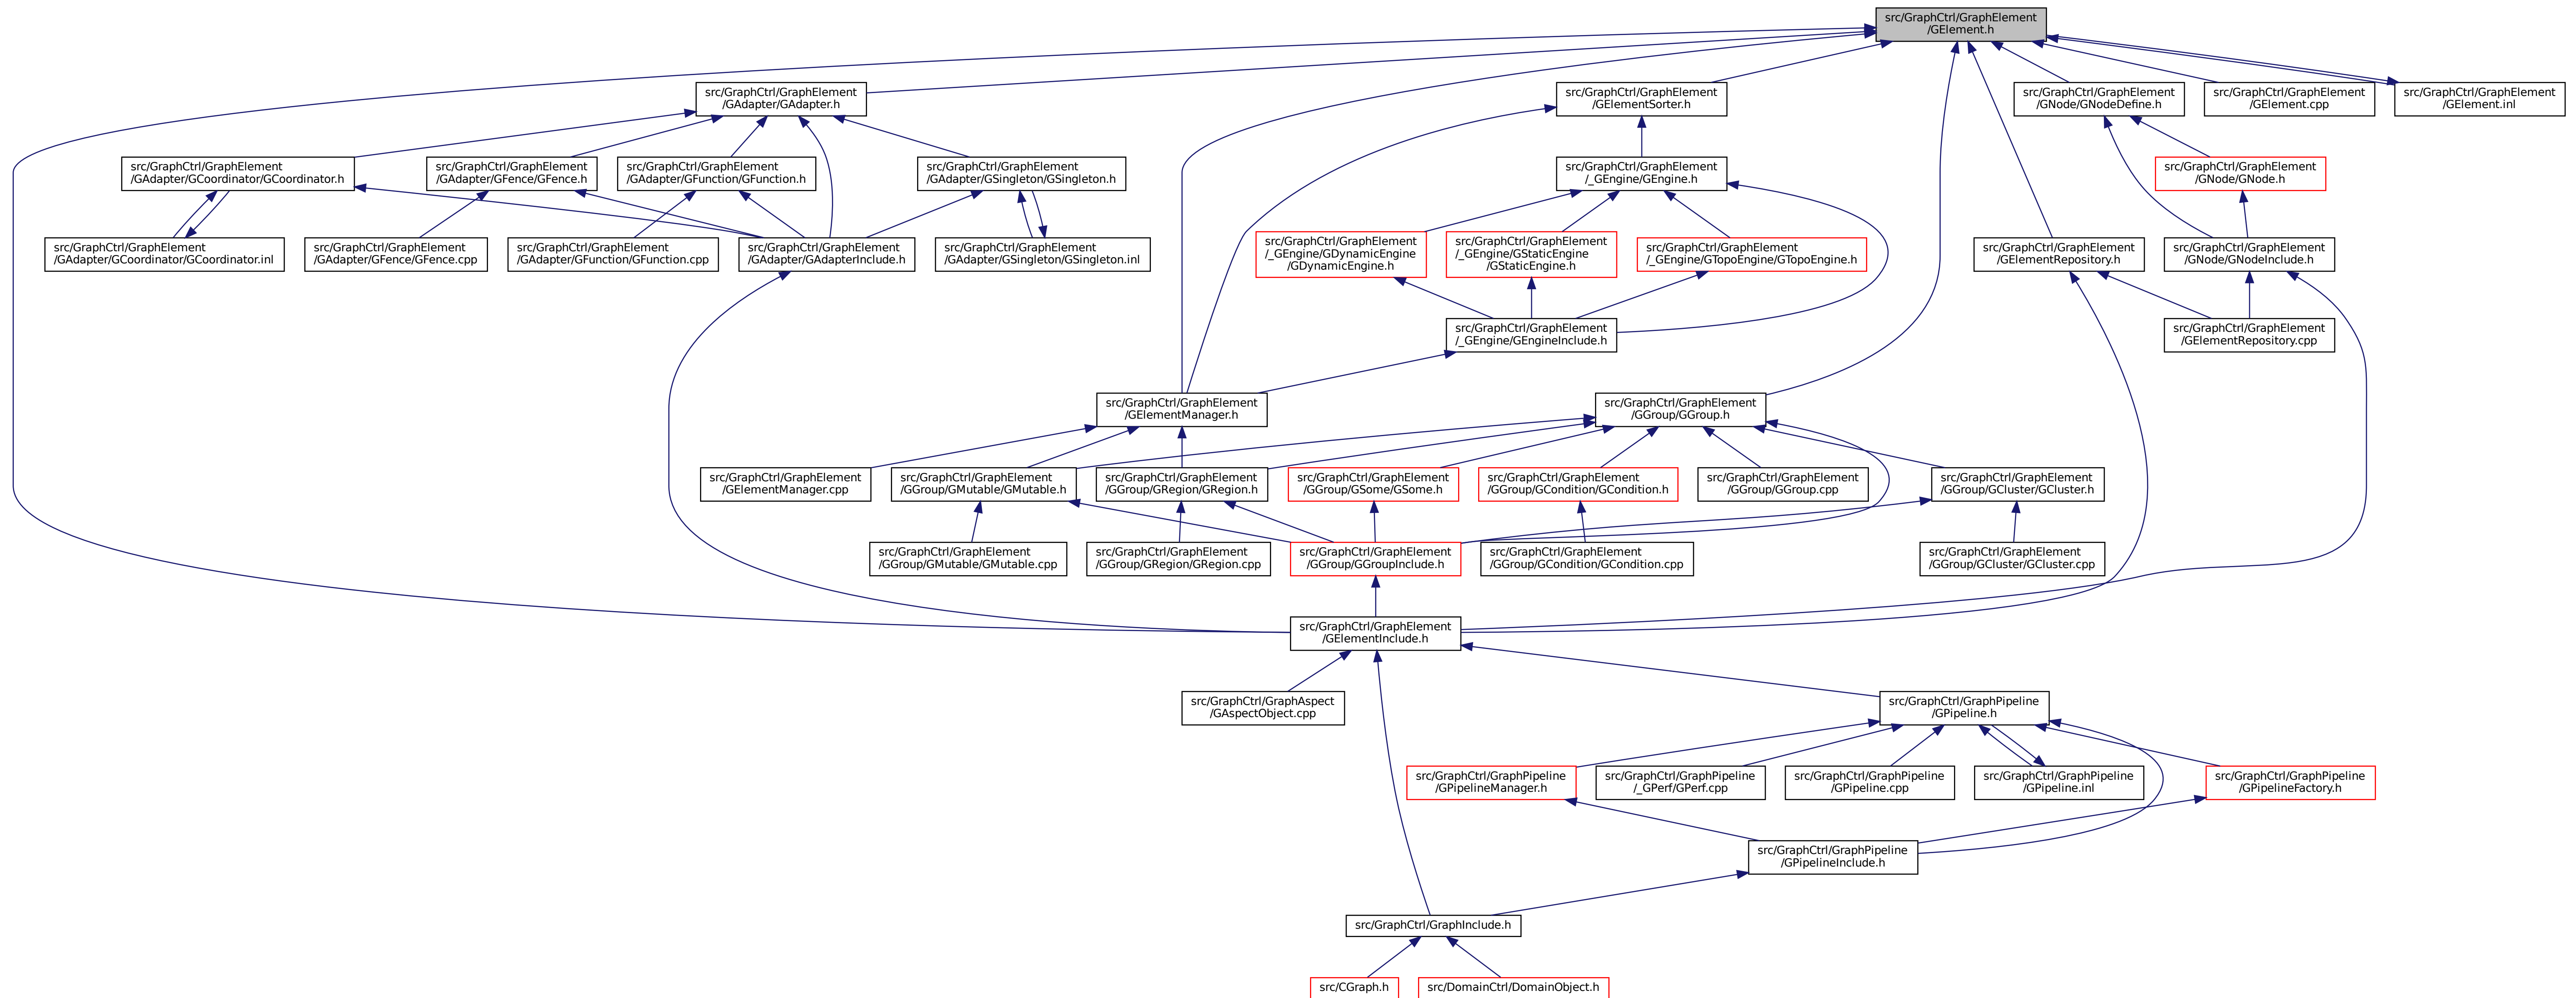 src/GraphCtrl/GraphElement
/GElement.h
src/GraphCtrl/GraphElement
/GAdapter/GAdapter.h
src/GraphCtrl/GraphElement
/GElementSorter.h
src/GraphCtrl/GraphElement
/GNode/GNodeDefine.h
src/GraphCtrl/GraphElement
/GElement.cpp
src/GraphCtrl/GraphElement
/GElement.inl
src/GraphCtrl/GraphElement
/GAdapter/GCoordinator/GCoordinator.h
src/GraphCtrl/GraphElement
/GAdapter/GFence/GFence.h
src/GraphCtrl/GraphElement
/GAdapter/GFunction/GFunction.h
src/GraphCtrl/GraphElement
/GAdapter/GSingleton/GSingleton.h
src/GraphCtrl/GraphElement
/_GEngine/GEngine.h
src/GraphCtrl/GraphElement
/GNode/GNode.h
src/GraphCtrl/GraphElement
/GAdapter/GCoordinator/GCoordinator.inl
src/GraphCtrl/GraphElement
/GAdapter/GFence/GFence.cpp
src/GraphCtrl/GraphElement
/GAdapter/GFunction/GFunction.cpp
src/GraphCtrl/GraphElement
/GAdapter/GAdapterInclude.h
src/GraphCtrl/GraphElement
/GAdapter/GSingleton/GSingleton.inl
src/GraphCtrl/GraphElement
/_GEngine/GDynamicEngine
/GDynamicEngine.h
src/GraphCtrl/GraphElement
/_GEngine/GStaticEngine
/GStaticEngine.h
src/GraphCtrl/GraphElement
/_GEngine/GTopoEngine/GTopoEngine.h
src/GraphCtrl/GraphElement
/GElementRepository.h
src/GraphCtrl/GraphElement
/GNode/GNodeInclude.h
src/GraphCtrl/GraphElement
/_GEngine/GEngineInclude.h
src/GraphCtrl/GraphElement
/GElementRepository.cpp
src/GraphCtrl/GraphElement
/GElementManager.h
src/GraphCtrl/GraphElement
/GGroup/GGroup.h
src/GraphCtrl/GraphElement
/GElementManager.cpp
src/GraphCtrl/GraphElement
/GGroup/GMutable/GMutable.h
src/GraphCtrl/GraphElement
/GGroup/GRegion/GRegion.h
src/GraphCtrl/GraphElement
/GGroup/GSome/GSome.h
src/GraphCtrl/GraphElement
/GGroup/GCondition/GCondition.h
src/GraphCtrl/GraphElement
/GGroup/GGroup.cpp
src/GraphCtrl/GraphElement
/GGroup/GCluster/GCluster.h
src/GraphCtrl/GraphElement
/GGroup/GMutable/GMutable.cpp
src/GraphCtrl/GraphElement
/GGroup/GRegion/GRegion.cpp
src/GraphCtrl/GraphElement
/GGroup/GGroupInclude.h
src/GraphCtrl/GraphElement
/GGroup/GCondition/GCondition.cpp
src/GraphCtrl/GraphElement
/GGroup/GCluster/GCluster.cpp
src/GraphCtrl/GraphElement
/GElementInclude.h
src/GraphCtrl/GraphAspect
/GAspectObject.cpp
src/GraphCtrl/GraphPipeline
/GPipeline.h
src/GraphCtrl/GraphPipeline
/GPipelineManager.h
src/GraphCtrl/GraphPipeline
/_GPerf/GPerf.cpp
src/GraphCtrl/GraphPipeline
/GPipeline.cpp
src/GraphCtrl/GraphPipeline
/GPipeline.inl
src/GraphCtrl/GraphPipeline
/GPipelineFactory.h
src/GraphCtrl/GraphPipeline
/GPipelineInclude.h
src/GraphCtrl/GraphInclude.h
src/CGraph.h
src/DomainCtrl/DomainObject.h